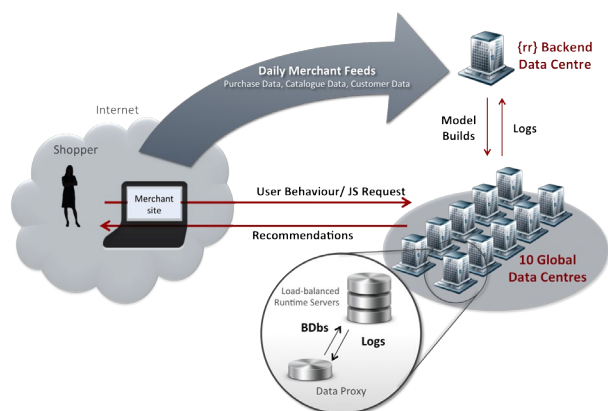 {rr} Backend
Data Centre
Daily Merchant Feeds
Purchase Data, Catalogue Data, Customer Data
Internet
Model
Builds
Logs
Shopper
Merchant
site
User Behaviour/ JS Request
Recommendations
10 Global
Data Centres
Load-balanced
Runtime Servers
BDbs
Logs
Data Proxy